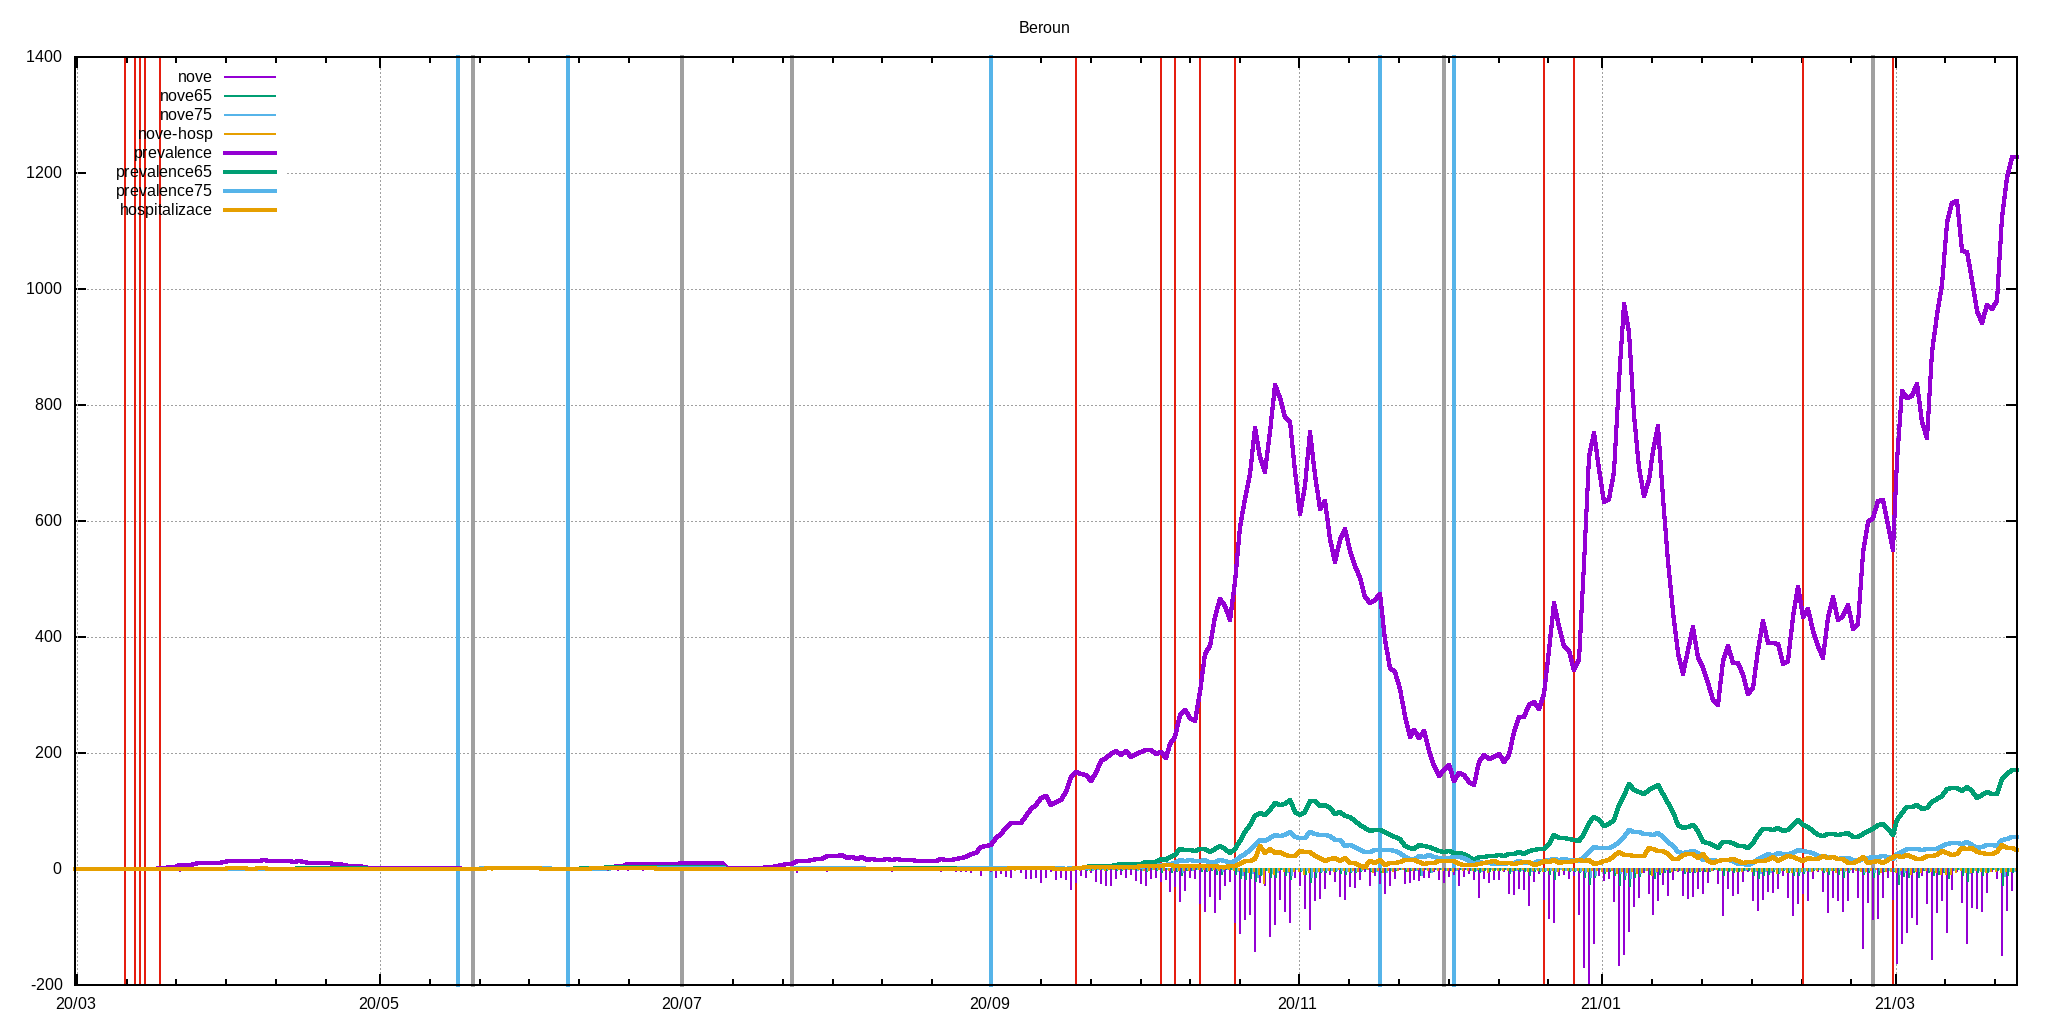 Beroun
1400
1200
1000
800
600
400
200
0
-200
nove
nove65
nove75
nove-hosp
prevalence
prevalence65
prevalence75
hospitalizace
20/03 20/05 20/07 20/09 20/11 21/01 21/03